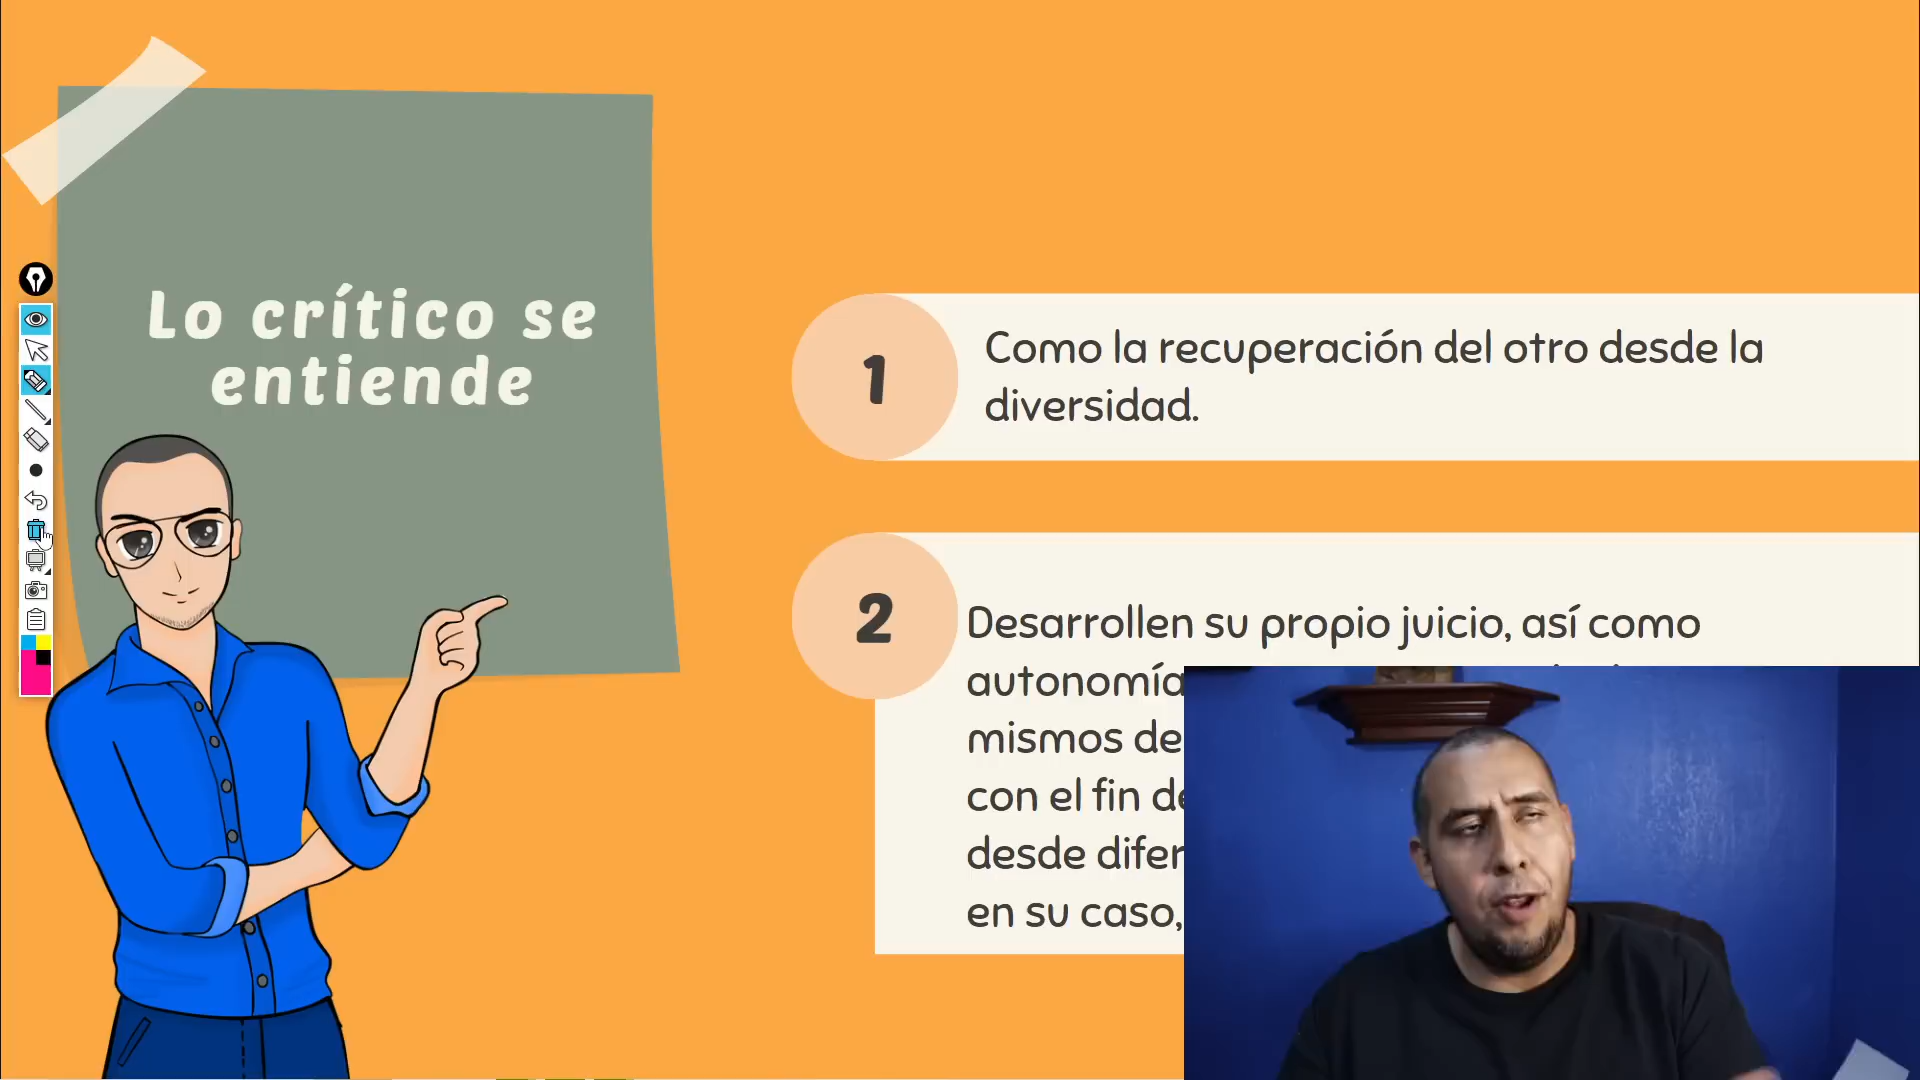 Lo crítico se
entiende
1
Como la recuperación del otro desde la
diversidad.
2
Desarrollen su propio juicio, así como
autonomía
mismos de
con el fin de
desde
en su caso,